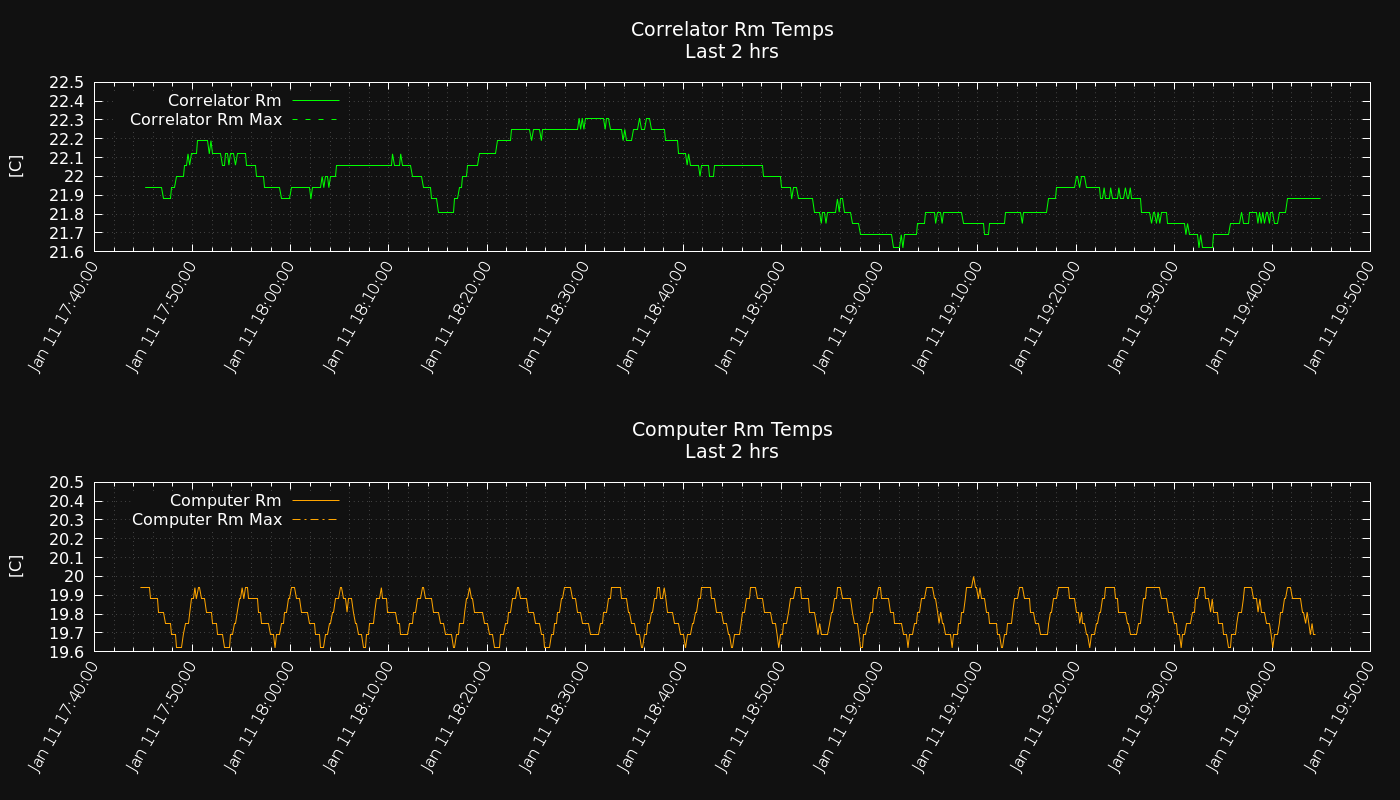 Correlator Rm Temps
Last 2 hrs
22.5
22.4
22.3
22.2
22.1
22
21.9
21.8
21.7
21.6
[C]
Correlator Rm
Correlator Rm Max
Jan 11 17:40:00
Jan 11 17:50:00
Jan 11 18:00:00
Jan 11 18:10:00
Jan 11 18:20:00
Jan 11 18:30:00
Jan 11 18:40:00
Jan 11 18:50:00
Jan 11 19:00:00
Jan 11 19:10:00
Jan 11 19:20:00
Jan 11 19:30:00
Jan 11 19:40:00
Jan 11 19:50:00
Computer Rm Temps
Last 2 hrs
20.5
20.4
20.3
20.2
20.1
20
19.9
19.8
19.7
19.6
[C]
Computer Rm
Computer Rm Max
Jan 11 17:40:00
Jan 11 17:50:00
Jan 11 18:00:00
Jan 11 18:10:00
Jan 11 18:20:00
Jan 11 18:30:00
Jan 11 18:40:00
Jan 11 18:50:00
Jan 11 19:00:00
Jan 11 19:10:00
Jan 11 19:20:00
Jan 11 19:30:00
Jan 11 19:40:00
Jan 11 19:50:00